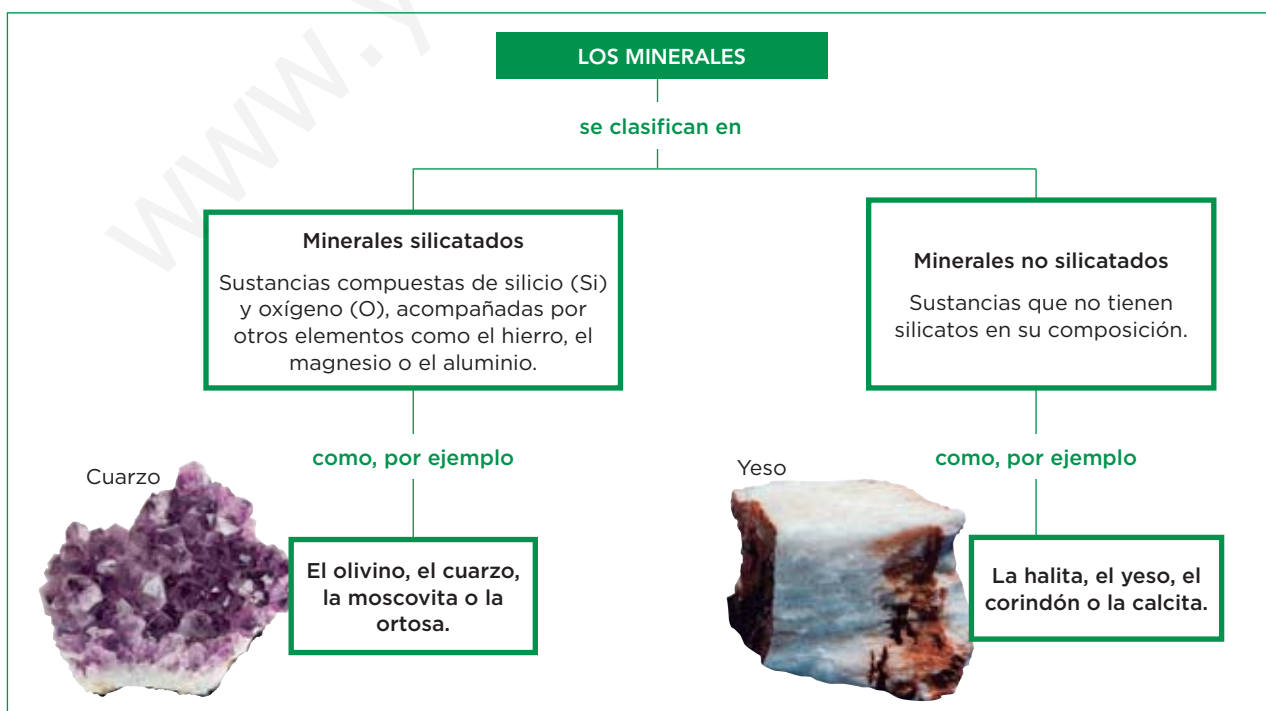 www.y
LOS MINERALES
se clasifican en
Minerales silicatados
Sustancias compuestas de silicio (Si)
y oxígeno (O), acompañadas por
otros elementos como el hierro, el
magnesio o el aluminio.
Minerales no silicatados
Sustancias que no tienen
silicatos en su composición.
como, por ejemplo
como, por ejemplo
Cuarzo
El olivino, el cuarzo,
la moscovita o la
ortosa.
Yeso
La halita, el yeso, el
corindón o la calcita.